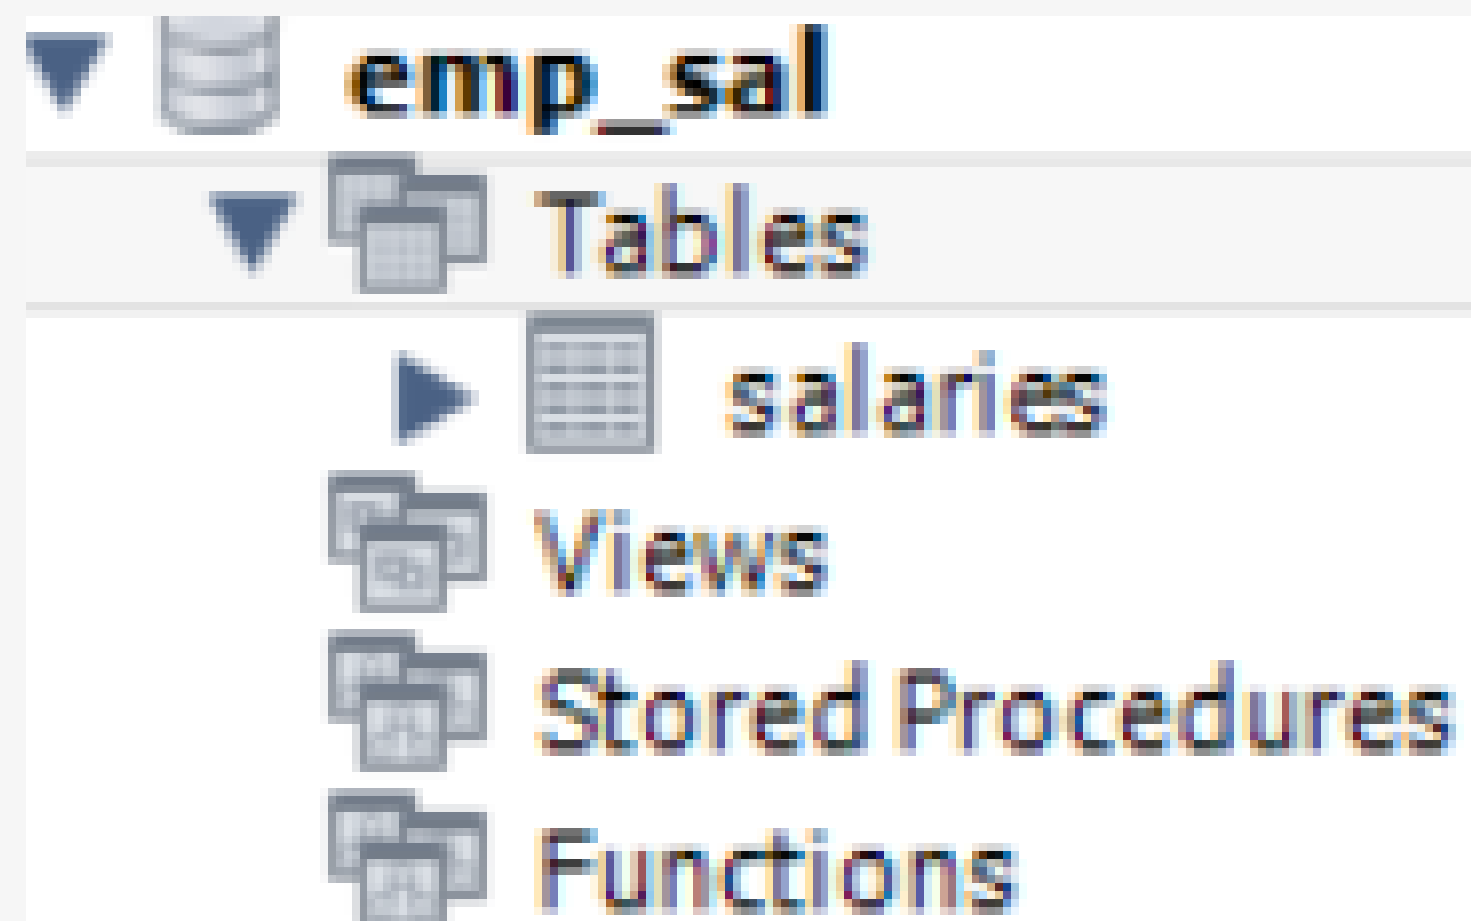 emp_sal
Tables
salaries
Views
Stored Procedures
Functions